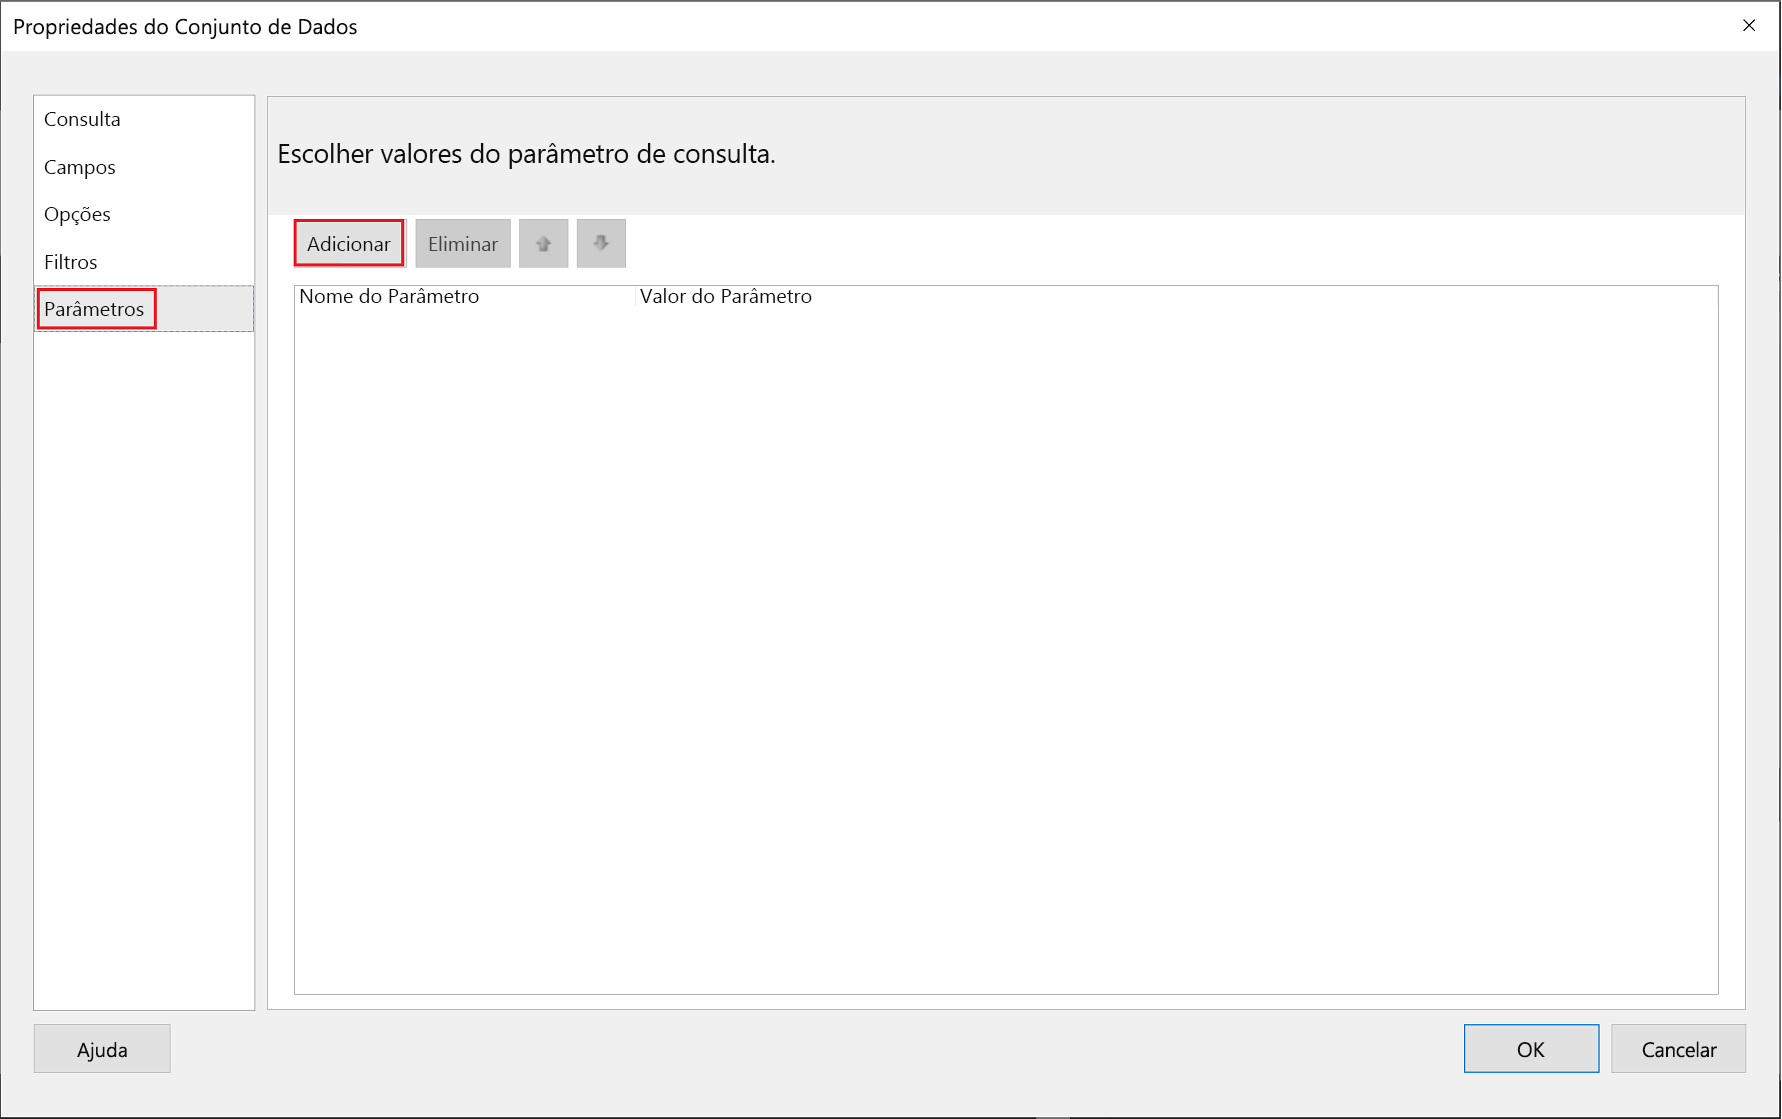 Propriedades do Conjunto de Dados
Consulta
Campos
Opções
Filtros
Parâmetros
Escolher valores do parâmetro de consulta.
Adicionar Eliminar
Nome do Parâmetro Valor do Parâmetro
Ajuda OK Cancelar